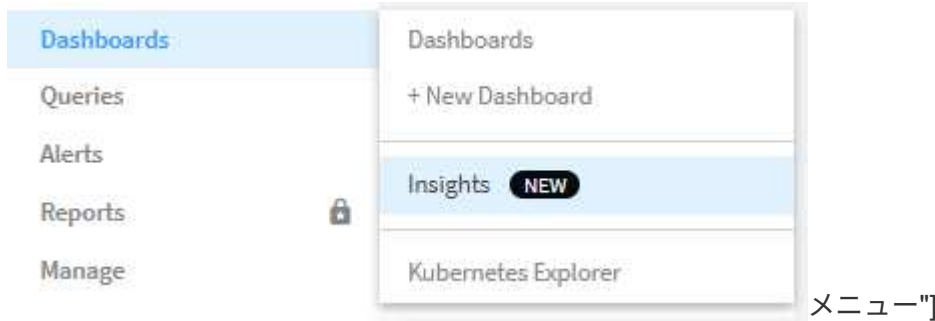 Dashboards
Queries
Alerts
Reports
Manage
Dashboards
+ New Dashboard
Insights NEW
Kubernetes Explorer
メニュー"]